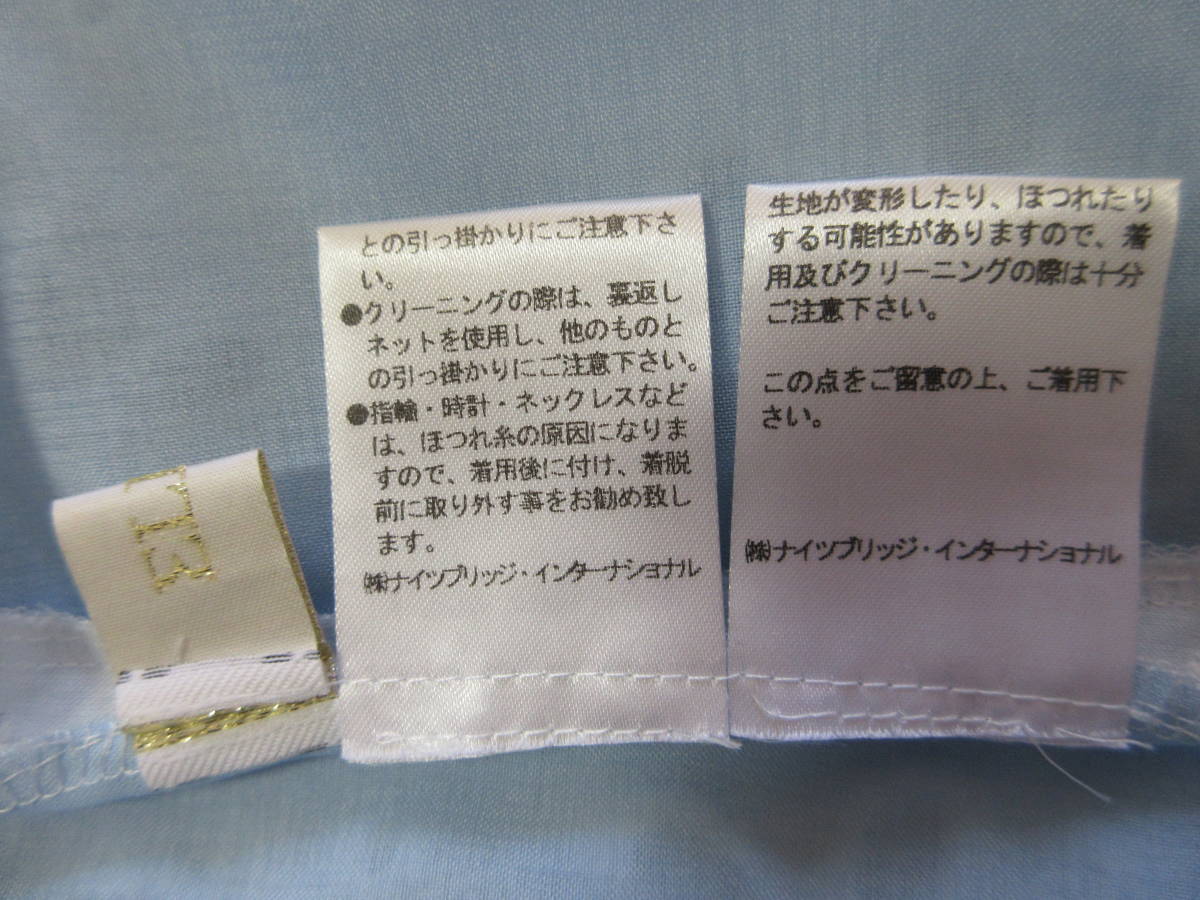 との引っ掛かりにご注意下さ
い。
●クリーニングの際は、裏返し
ネットを使用し、他のものと
の引っ掛かりにご注意下さい。
●指輪・時計・ネックレスなど
は、ほつれ糸の原因になりま
すので、着用後に付け、着脱
前に取り外す事をお勧め致し
ます。
㈱ナイツブリッジ・インターナショナル
生地が変形したり、ほつれたり
する可能性がありますので、着
用及びクリーニングの際は十分
ご注意下さい。
この点をご留意の上、ご着用下
さい。
㈱ナイツブリッジ・インターナショナル